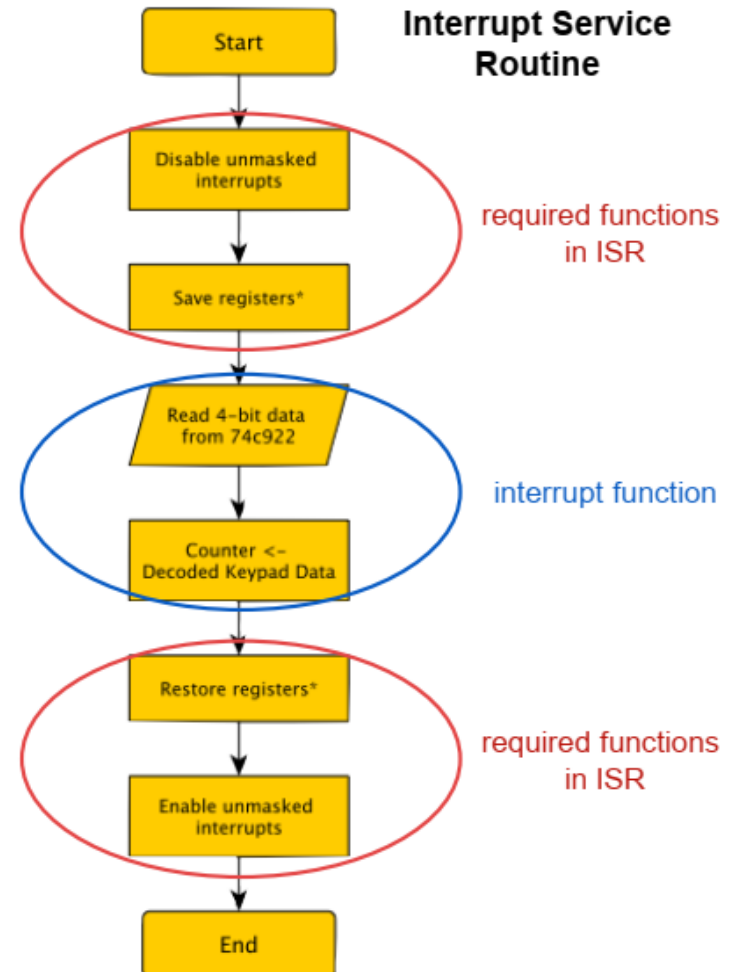 Interrupt Service
Routine
Start
Disable unmasked
interrupts
required functions
in ISR
Save registers*
Read 4-bit data
from 74c922
interrupt function
Counter <-
Decoded Keypad Data
Restore registers*
required functions
in ISR
Enable unmasked
interrupts
End